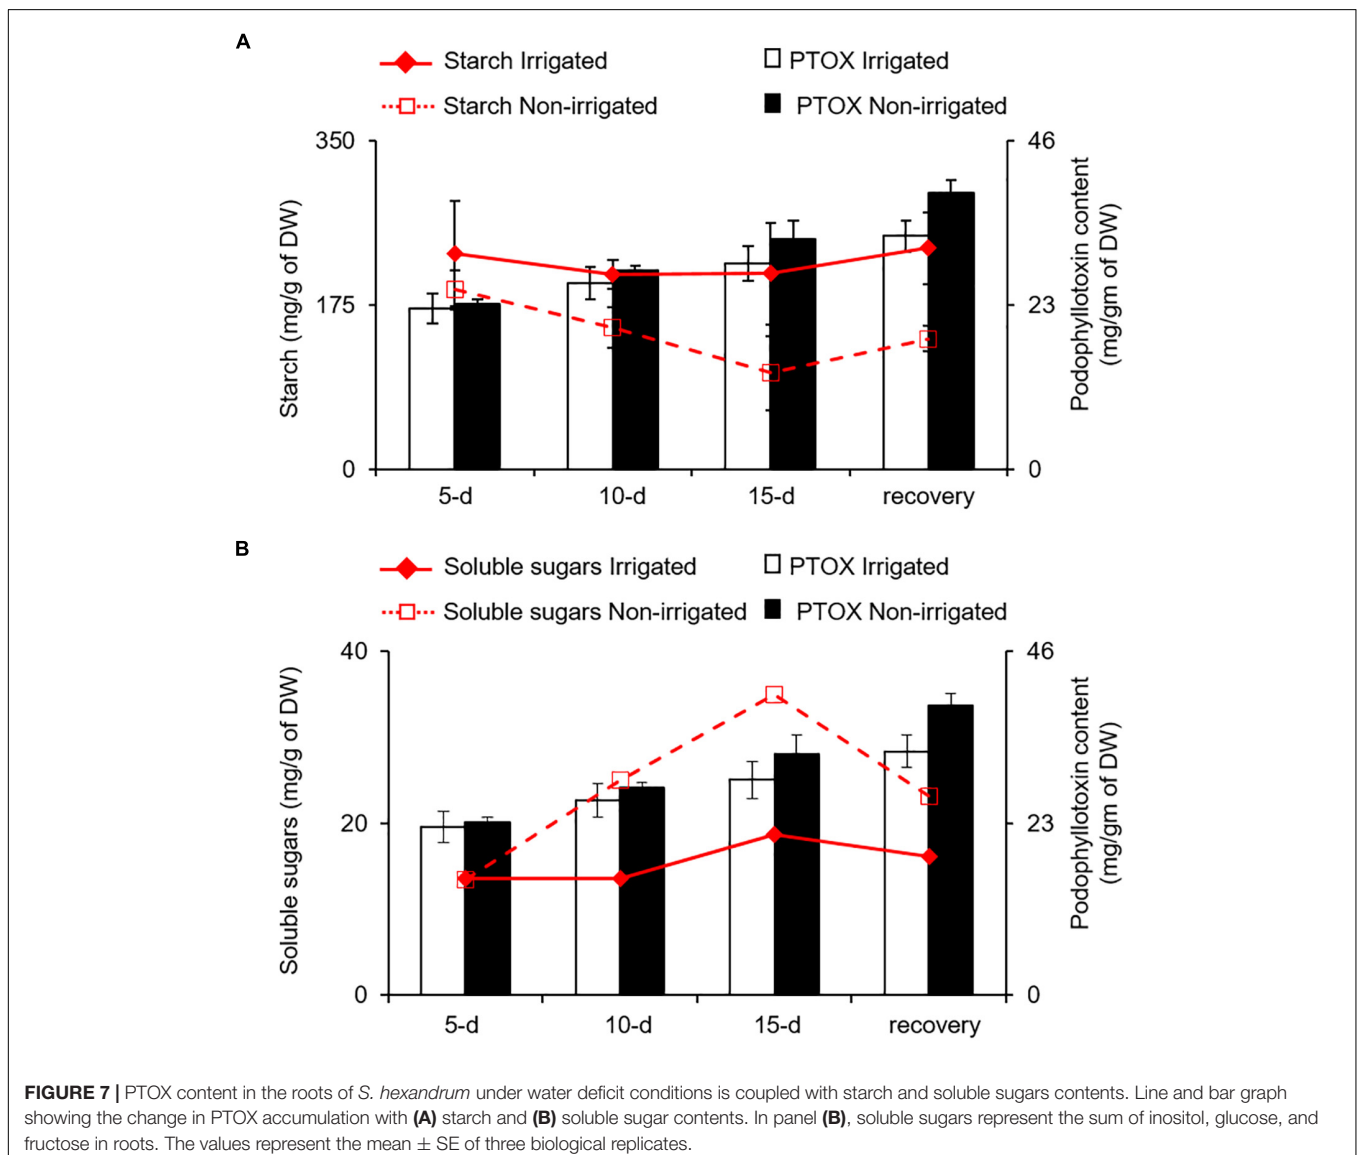 A
Starch Irrigated
PTOX Irrigated
Starch Non-irrigated
PTOX Non-irrigated
350
175
0
Starch (mg/g of DW)
46
23
0
Podophyllotoxin content
(mg/gm of DW)
5-d
10-d
15-d
recovery
B
Soluble sugars Irrigated
PTOX Irrigated
Soluble sugars Non-irrigated
PTOX Non-irrigated
40
20
0
Soluble sugars (mg/g of DW)
46
23
0
Podophyllotoxin content
(mg/gm of DW)
5-d
10-d
15-d
recovery
FIGURE 7 | PTOX content in the roots of S. hexandrum under water deficit conditions is coupled with starch and soluble sugars contents. Line and bar graph
showing the change in PTOX accumulation with (A) starch and (B) soluble sugar contents. In panel (B), soluble sugars represent the sum of inositol, glucose, and
fructose in roots. The values represent the mean ± SE of three biological replicates.